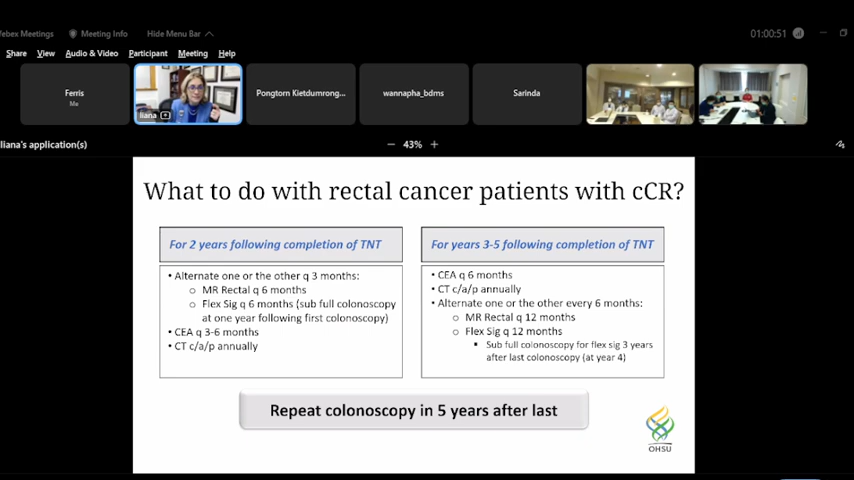 Webex Meetings Meeting Info Hide Menu Bar 01:00:51
Share View Audio & Video Participant Meeting Help
Ferris
Me
liana
Pongtorn Kietdumrong...
wannapha_bdms
Sarinda
liana's application(s) 43%
What to do with rectal cancer patients with cCR?
For 2 years following completion of TNT
• Alternate one or the other q 3 months:
o MR Rectal q 6 months
o Flex Sig q 6 months (sub full colonoscopy
at one year following first colonoscopy)
• CEA q 3-6 months
• CT c/a/p annually
For years 3-5 following completion of TNT
• CEA q 6 months
• CT c/a/p annually
• Alternate one or the other every 6 months:
o MR Rectal q 12 months
o Flex Sig q 12 months
▪ Sub full colonoscopy for flex sig 3 years
after last colonoscopy (at year 4)
Repeat colonoscopy in 5 years after last
OHSU